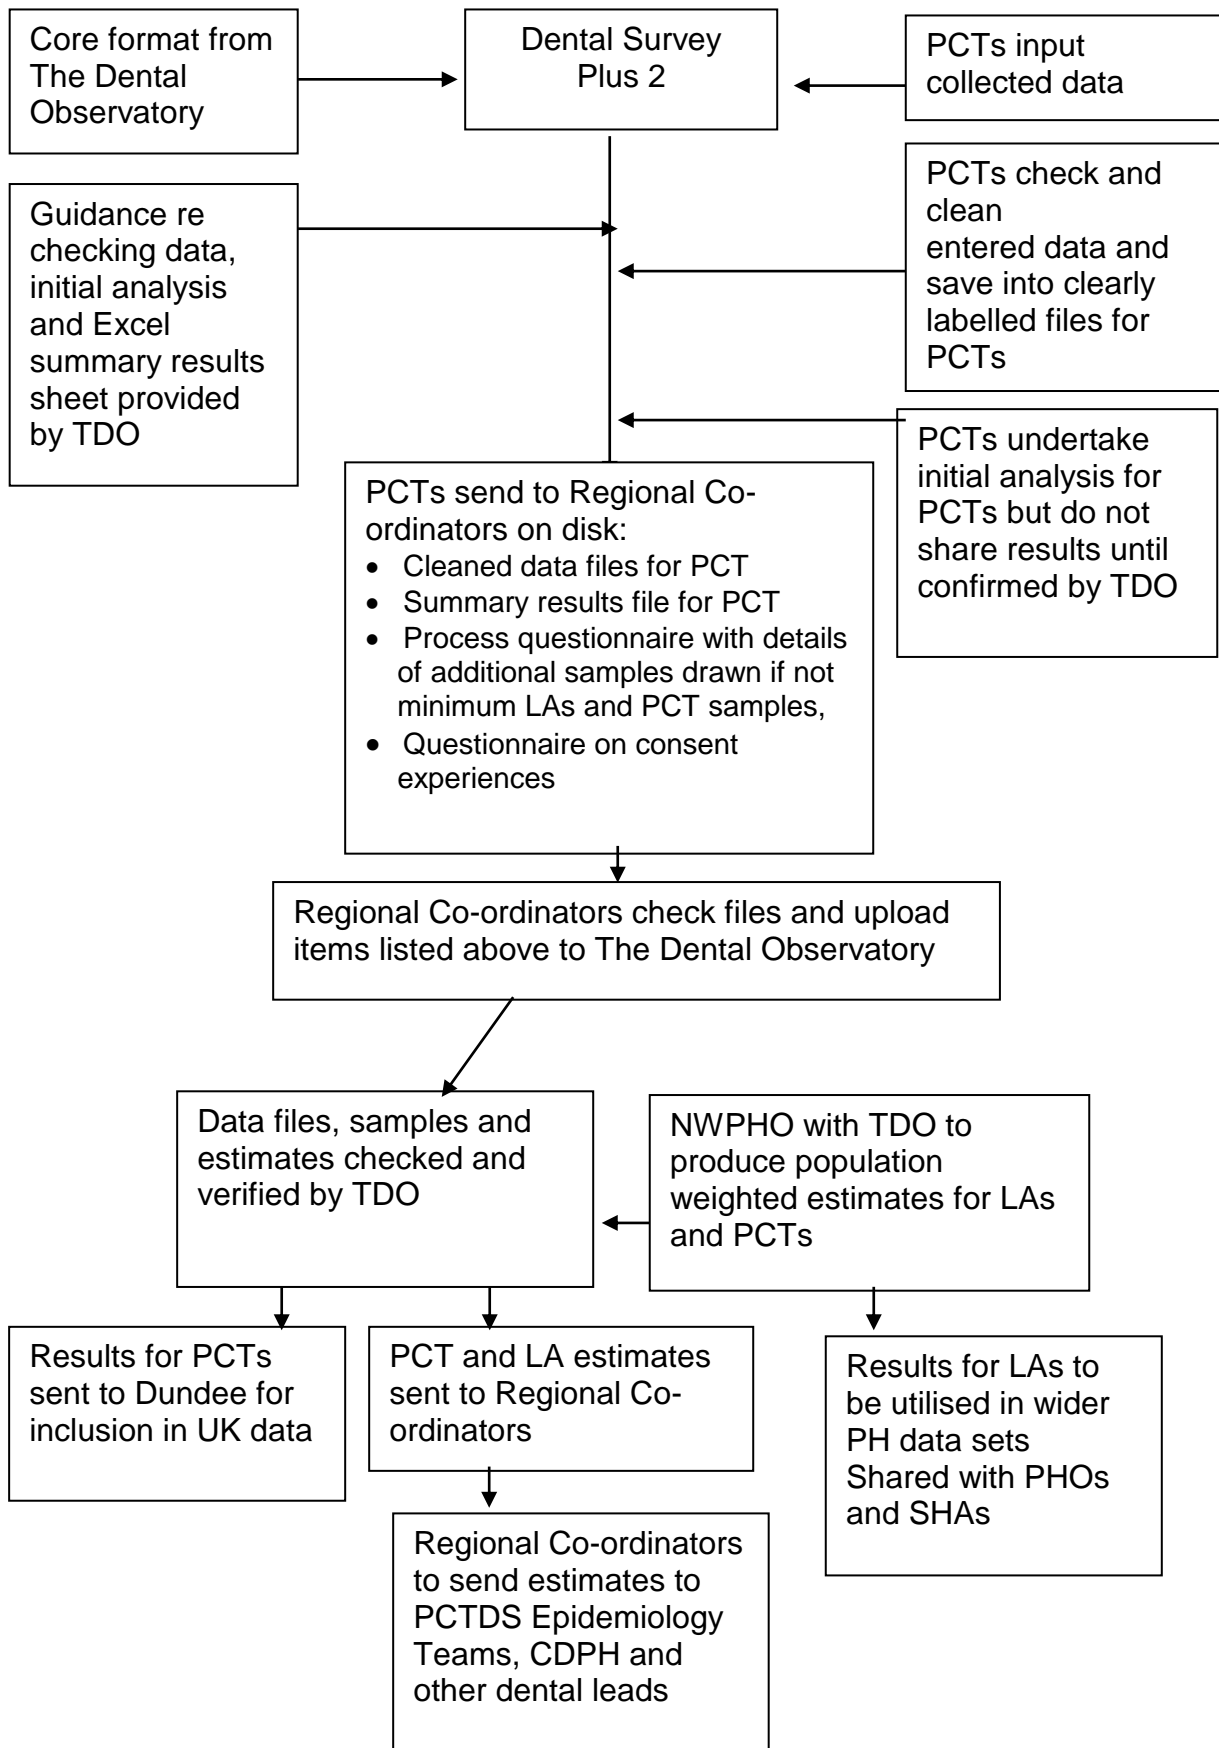 Core format from
The Dental
Observatory
Dental Survey
Plus 2
PCTs input
collected data
Guidance re
checking data,
initial analysis
and Excel
summary results
sheet provided
by TDO
PCTs check and
clean
entered data and
save into clearly
labelled files for
PCTs
PCTs undertake
initial analysis for
PCTs but do not
share results until
confirmed by TDO
PCTs send to Regional Co-
ordinators on disk:
• Cleaned data files for PCT
• Summary results file for PCT
• Process questionnaire with details
of additional samples drawn if not
minimum LAs and PCT samples,
• Questionnaire on consent
experiences
Regional Co-ordinators check files and upload
items listed above to The Dental Observatory
Data files, samples and
estimates checked and
verified by TDO
NWPHO with TDO to
produce population
weighted estimates for LAs
and PCTs
Results for PCTs
sent to Dundee for
inclusion in UK data
PCT and LA estimates
sent to Regional Co-
ordinators
Results for LAs to
be utilised in wider
PH data sets
Shared with PHOs
and SHAs
Regional Co-ordinators
to send estimates to
PCTDS Epidemiology
Teams, CDPH and
other dental leads